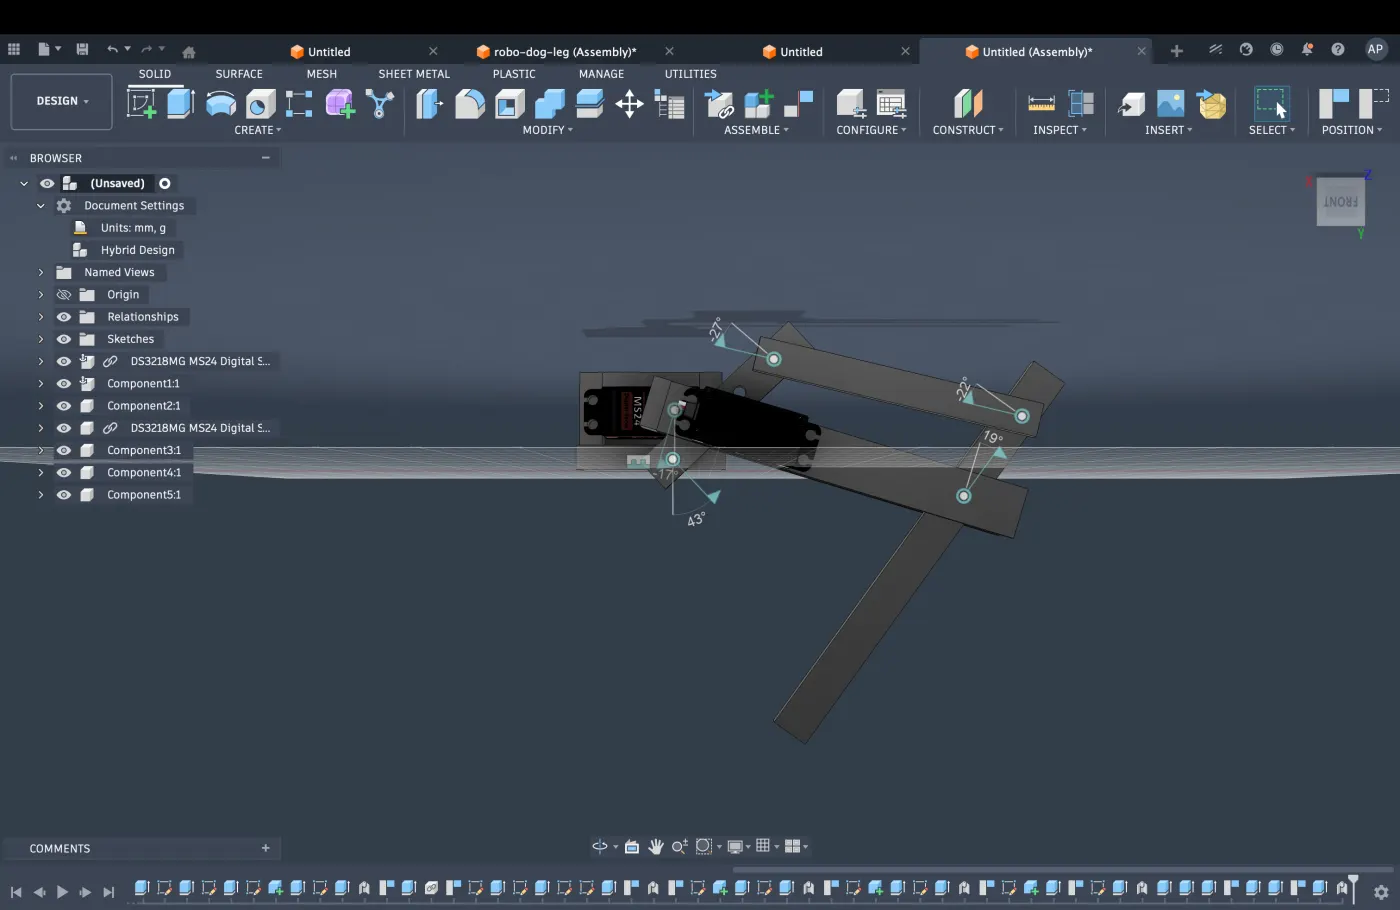 Untitled
robo-dog-leg (Assembly)*
Untitled
Untitled (Assembly)*
AP
DESIGN
SOLID
SURFACE
MESH
SHEET METAL
PLASTIC
MANAGE
UTILITIES
CREATE
MODIFY
ASSEMBLE
CONFIGURE
CONSTRUCT
INSPECT
INSERT
SELECT
POSITION
BROWSER
(Unsaved)
Document Settings
Units: mm, g
Hybrid Design
Named Views
Origin
Relationships
Sketches
DS3218MG MS24 Digital S...
Component1:1
Component2:1
DS3218MG MS24 Digital S...
Component3:1
Component4:1
Component5:1
X
Z
FRONT
Y
-27°
-22°
19°
MS24
-17°
43°
COMMENTS